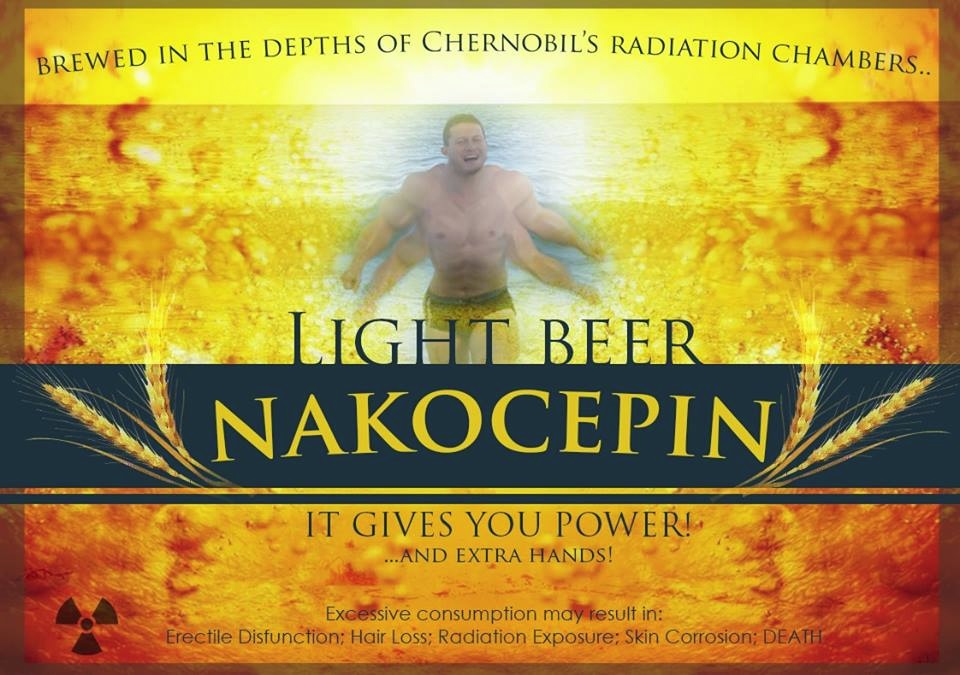 BREWED IN THE DEPTHS OF CHERNOBIL'S RADIATION CHAMBERS..
LIGHT BEER
NAKOCEPIN
IT GIVES YOU POWER!
...AND EXTRA HANDS!
Excessive consumption may result in:
Erectile Disfunction; Hair Loss; Radiation Exposure; Skin Corrosion; DEATH